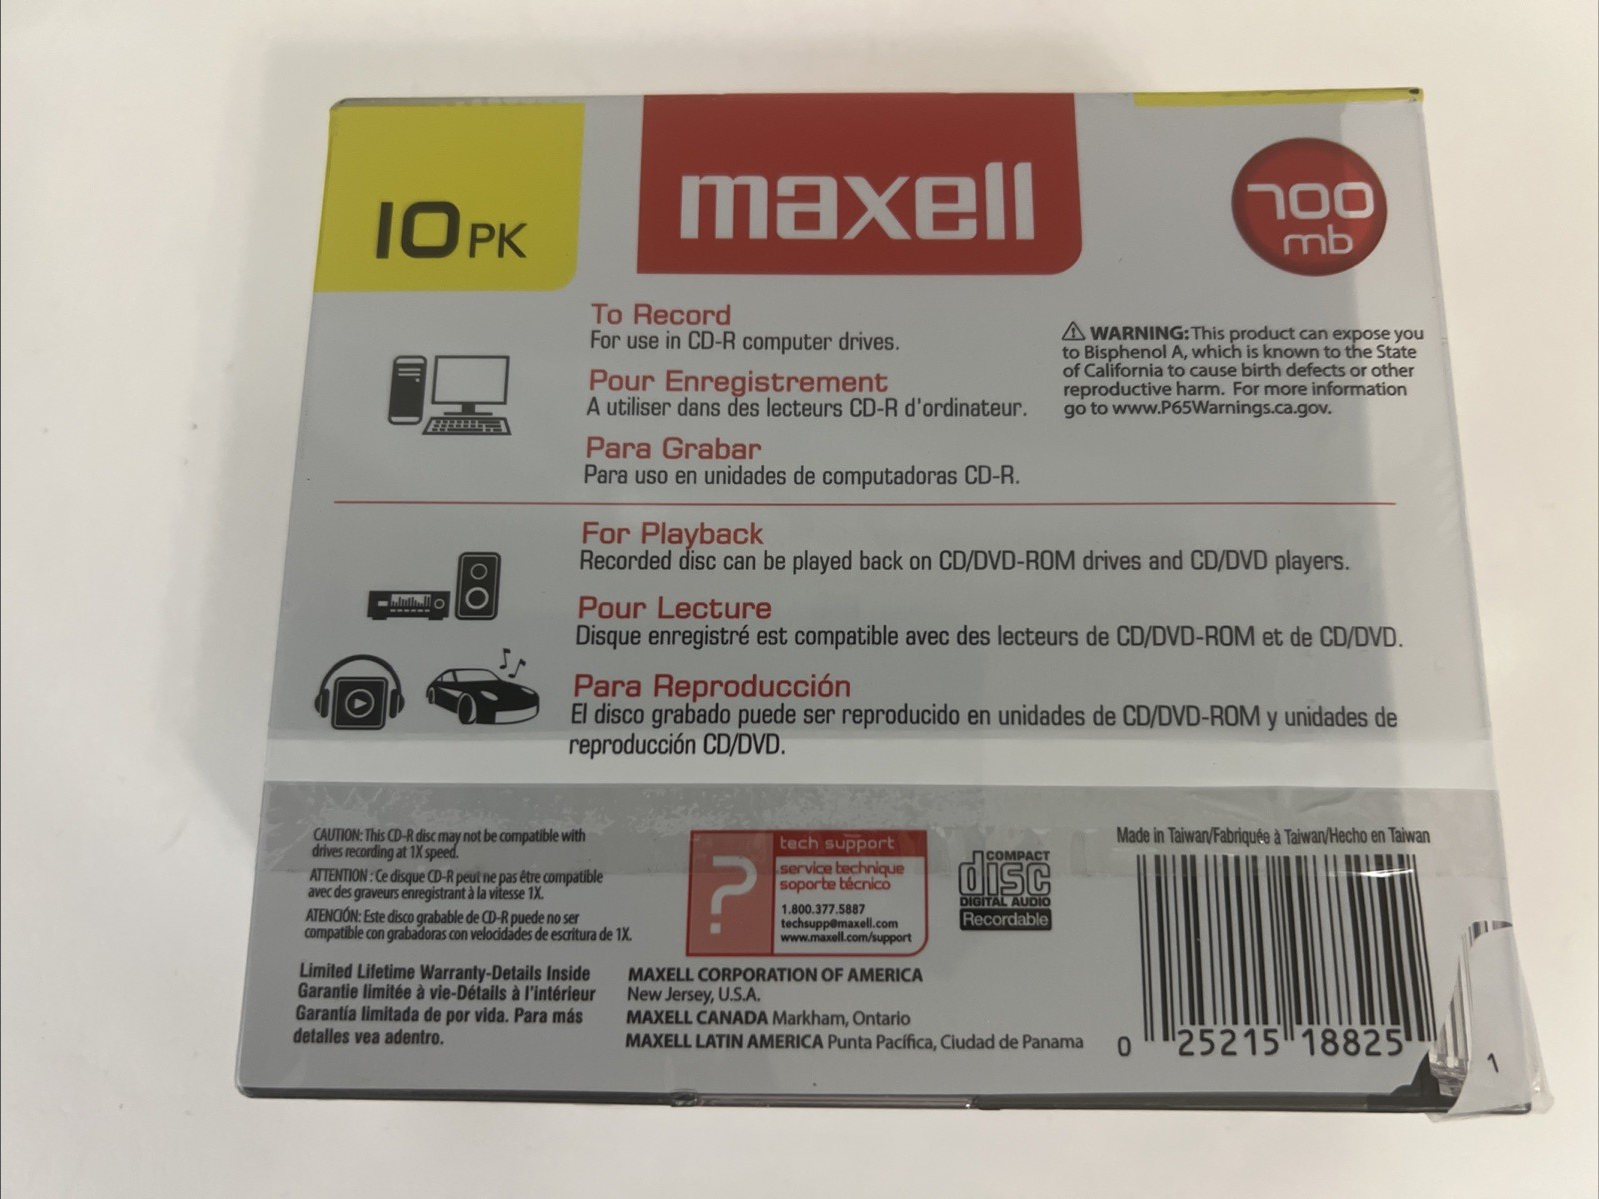 10 PK
maxell
700
mb
To Record
For use in CD-R computer drives.
Pour Enregistrement
A utiliser dans des lecteurs CD-R d'ordinateur.
Para Grabar
Para uso en unidades de computadoras CD-R.
⚠ WARNING: This product can expose you
to Bisphenol A, which is known to the State
of California to cause birth defects or other
reproductive harm. For more information
go to www.P65Warnings.ca.gov.
For Playback
Recorded disc can be played back on CD/DVD-ROM drives and CD/DVD players.
Pour Lecture
Disque enregistré est compatible avec des lecteurs de CD/DVD-ROM et de CD/DVD.
Para Reproducción
El disco grabado puede ser reproducido en unidades de CD/DVD-ROM y unidades de
reproducción CD/DVD.
CAUTION: This CD-R disc may not be compatible with
drives recording at 1X speed.
ATTENTION : Ce disque CD-R peut ne pas être compatible
avec des graveurs enregistrant à la vitesse 1X.
ATENCIÓN: Este disco grabable de CD-R puede no ser
compatible con grabadoras con velocidades de escritura de 1X.
Limited Lifetime Warranty-Details Inside
Garantie limitée à vie-Détails à l'intérieur
Garantía limitada de por vida. Para más
detalles vea adentro.
?
tech support
service technique
soporte técnico
1.800.377.5887
techsupp@maxell.com
www.maxell.com/support
COMPACT
disc
DIGITAL AUDIO
Recordable
MAXELL CORPORATION OF AMERICA
New Jersey, U.S.A.
MAXELL CANADA Markham, Ontario
MAXELL LATIN AMERICA Punta Pacífica, Ciudad de Panama
Made in Taiwan/Fabriquée à Taiwan/Hecho en Taiwan
0 25215 18825 1